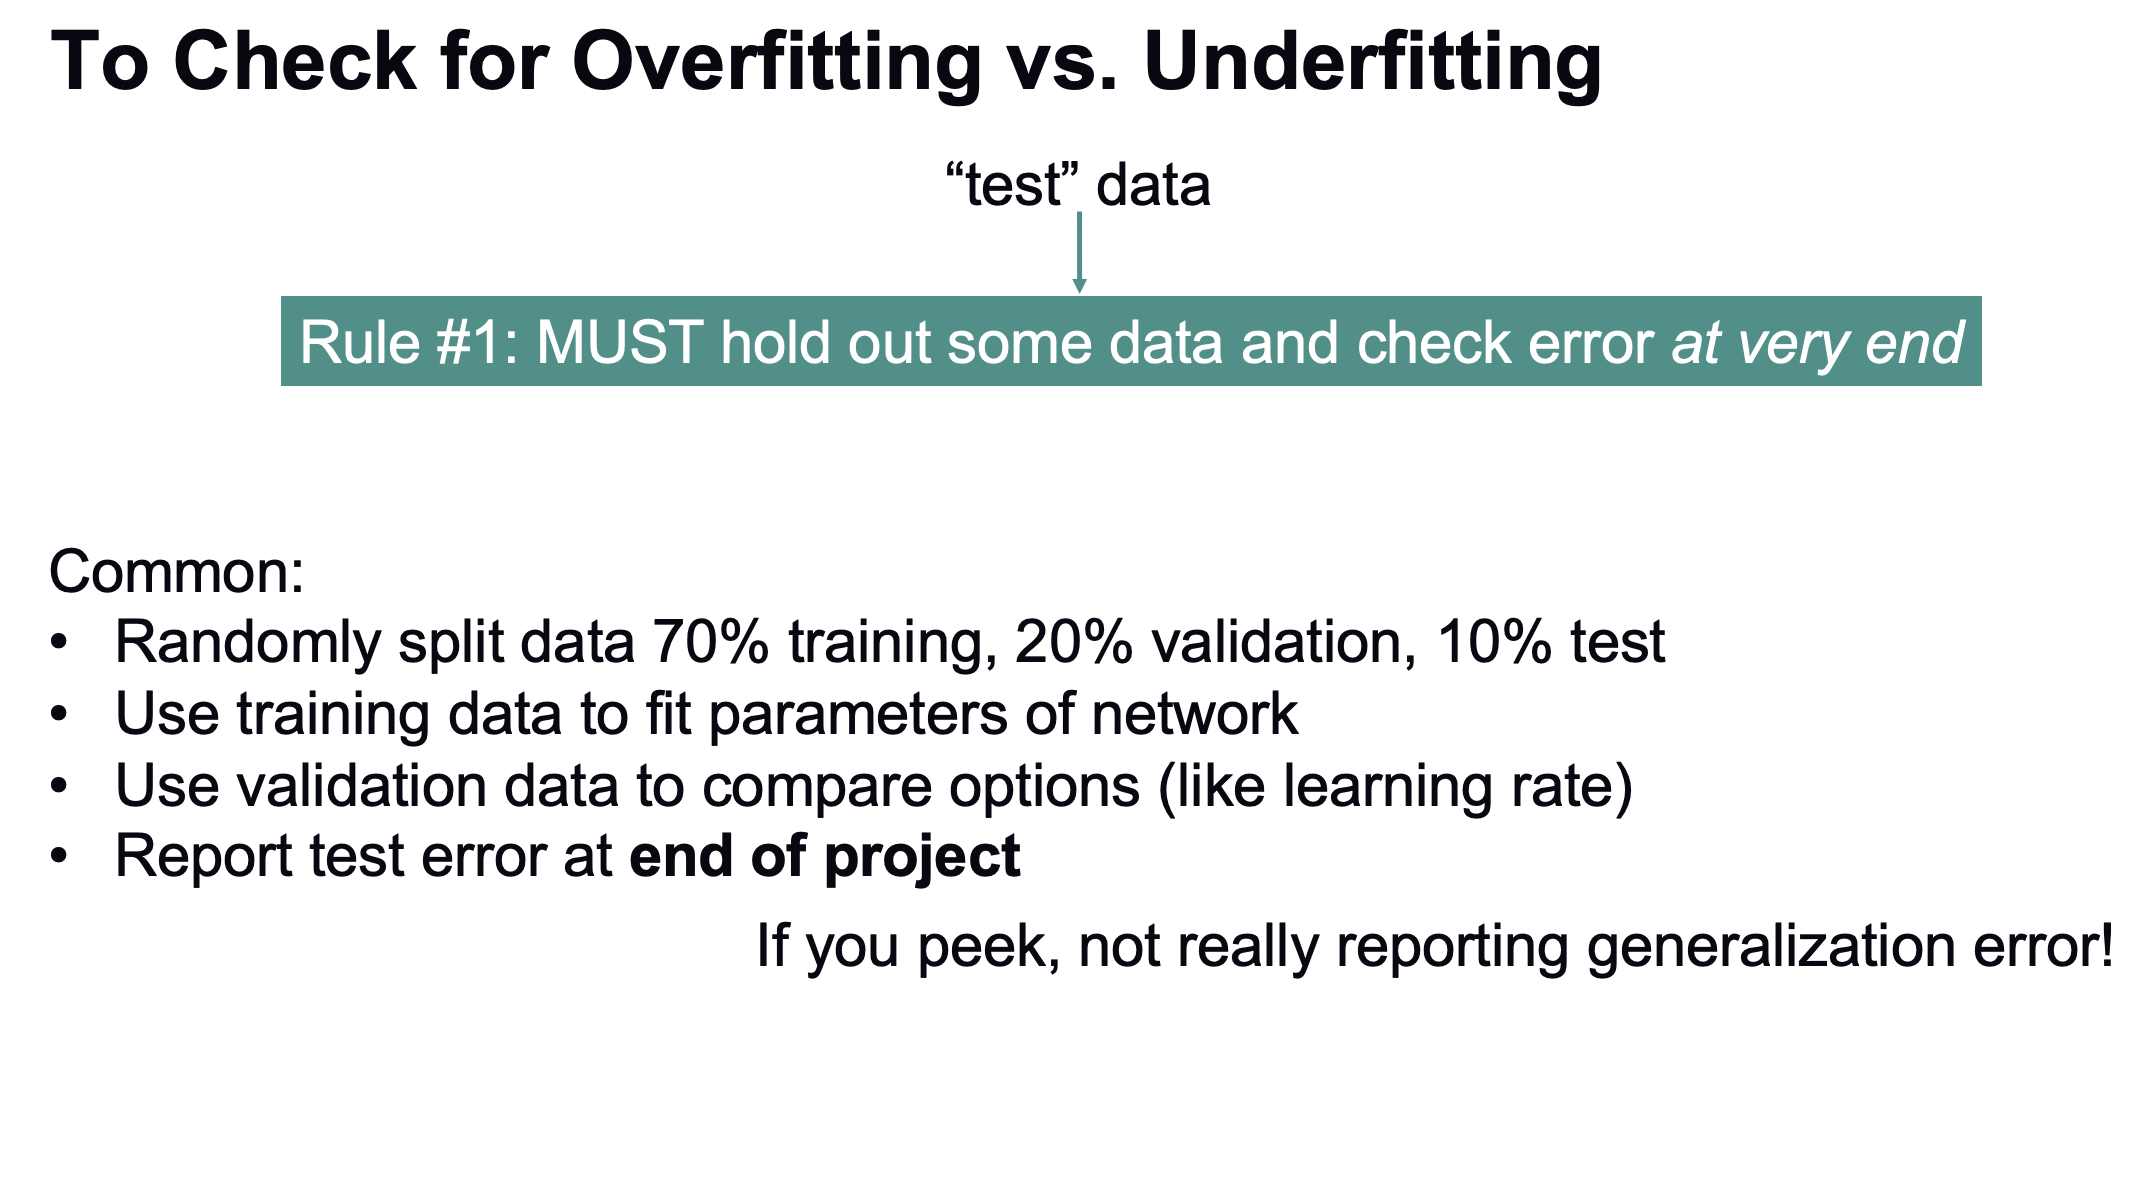 To Check for Overfitting vs. Underfitting
“test” data
Rule #1: MUST hold out some data and check error at very end
Common:
• Randomly split data 70% training, 20% validation, 10% test
• Use training data to fit parameters of network
• Use validation data to compare options (like learning rate)
• Report test error at end of project
If you peek, not really reporting generalization error!